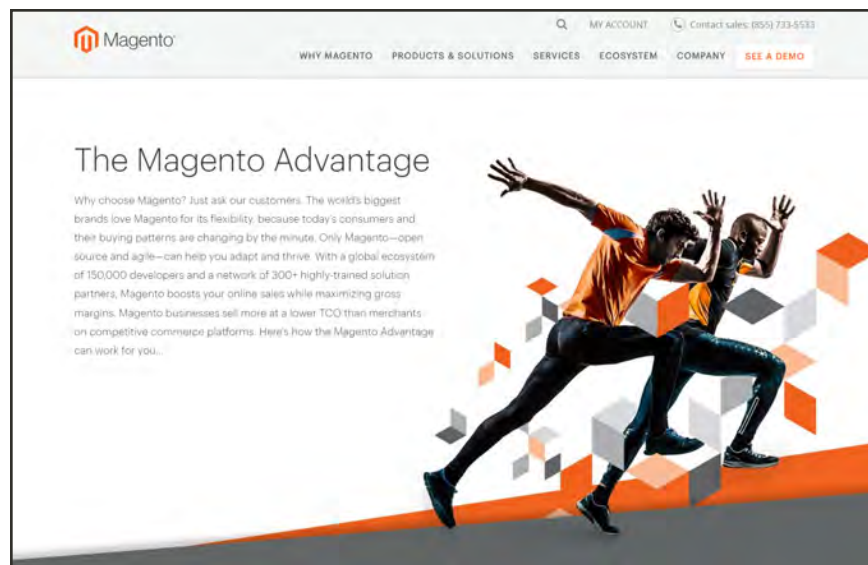 Magento
MY ACCOUNT
Contact sales: (855) 733-5533
WHY MAGENTO PRODUCTS & SOLUTIONS SERVICES ECOSYSTEM COMPANY SEE A DEMO
The Magento Advantage
Why choose Magento? Just ask our customers. The world's biggest
brands love Magento for its flexibility, because today's consumers and
their buying patterns are changing by the minute. Only Magento—open
source and agile—can help you adapt and thrive. With a global ecosystem
of 150,000 developers and a network of 300+ highly-trained solution
partners, Magento boosts your online sales while maximizing gross
margins. Magento businesses sell more at a lower TCO than merchants
on competitive commerce platforms. Here's how the Magento Advantage
can work for you...